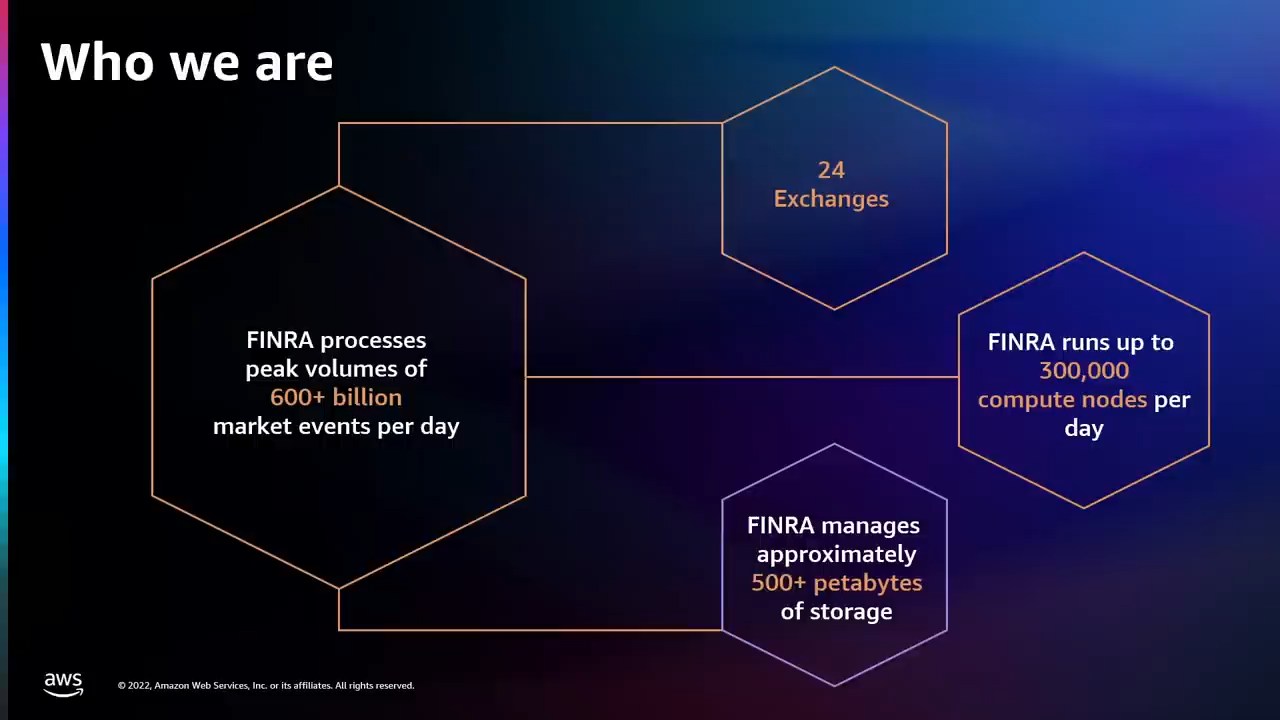 Who we are
24
Exchanges
FINRA processes
peak volumes of
600+ billion
market events per day
FINRA runs up to
300,000
compute nodes per
day
FINRA manages
approximately
500+ petabytes
of storage
aws
© 2022, Amazon Web Services, Inc. or its affiliates. All rights reserved.